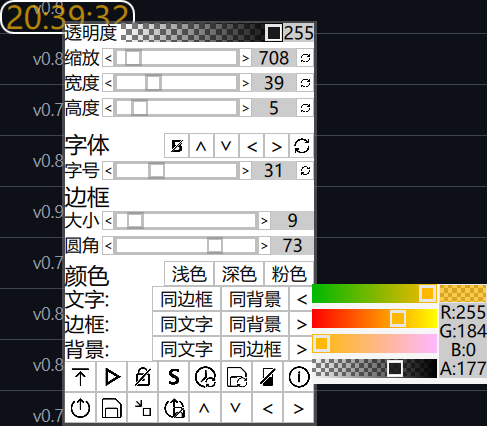 v0.8
20:39:32
透明度 255
v0.8
缩放 < > 708
宽度 < > 39
高度 < > 5
v0.7
字体 B < >
v0.8
字号 < > 31
边框
v0.9
大小 < > 9
圆角 < > 73
v0.7
颜色 浅色 深色 粉色
文字: 同边框 同背景 <
v0.8
边框: 同文字 同背景 >
背景: 同文字 同边框 >
R:255
G:184
B:0
A:177
v0.8
S
v0.7
< >